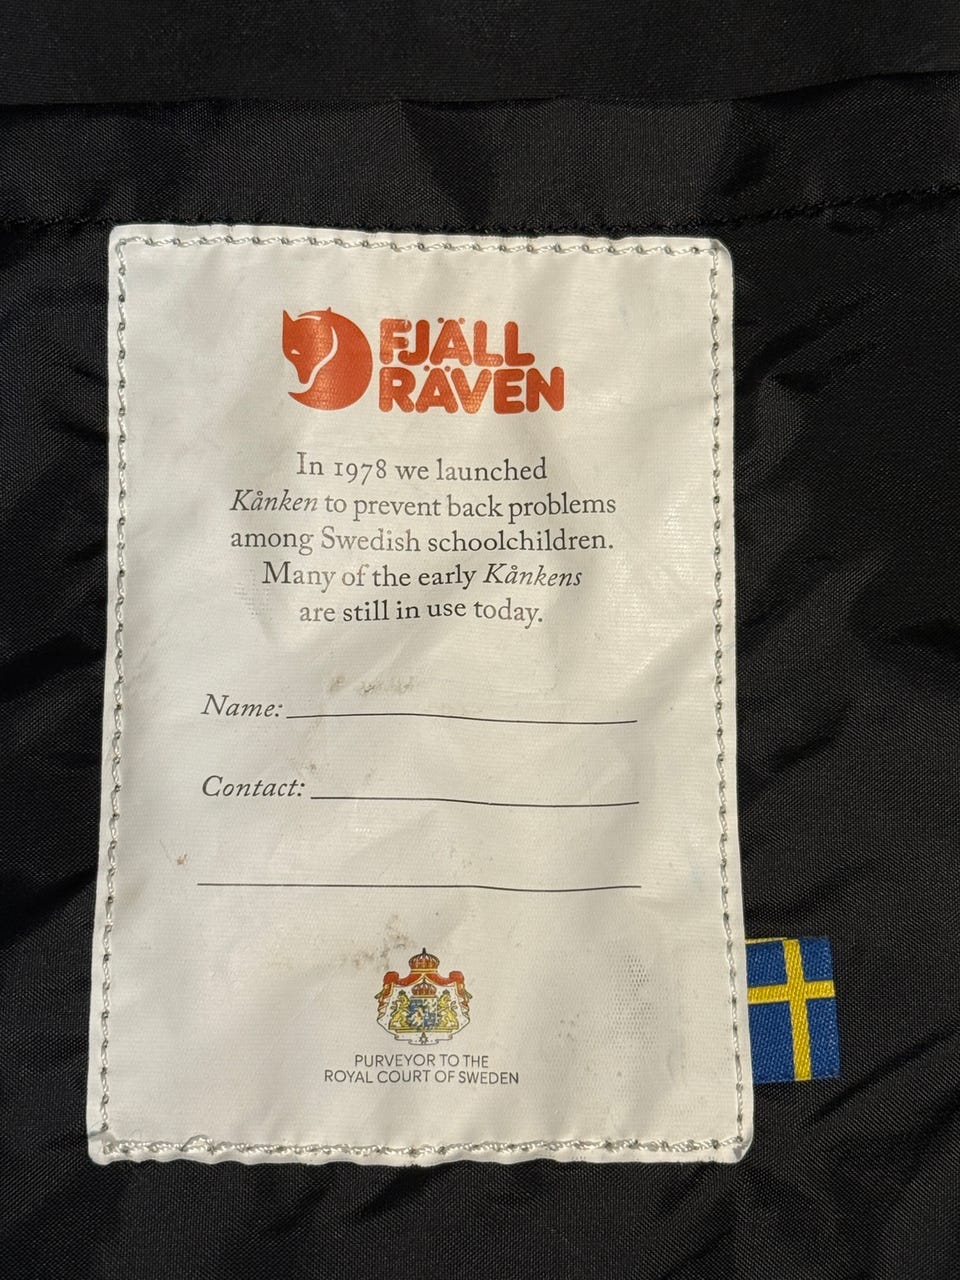 FJÄLL
RÄVEN
In 1978 we launched
Kånken to prevent back problems
among Swedish schoolchildren.
Many of the early Kånkens
are still in use today.
Name:
Contact:
PURVEYOR TO THE
ROYAL COURT OF SWEDEN